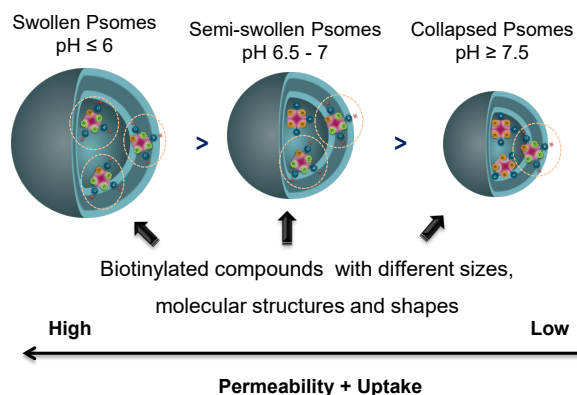 Swollen Psomes
pH ≤ 6
Semi-swollen Psomes
pH 6.5 - 7
Collapsed Psomes
pH ≥ 7.5
>
>
Biotinylated compounds with different sizes,
molecular structures and shapes
High
Low
Permeability + Uptake